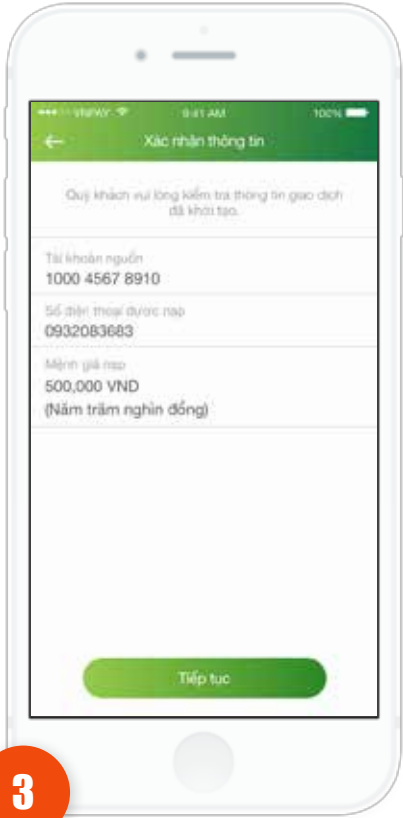 VNPAY 9:41 AM 100%
Xác nhận thông tin
Quý khách vui lòng kiểm tra thông tin giao dịch
đã khởi tạo.
Tài khoản nguồn
1000 4567 8910
Số điện thoại được nạp
0932083683
Mệnh giá nạp
500,000 VND
(Năm trăm nghìn đồng)
Tiếp tục
3